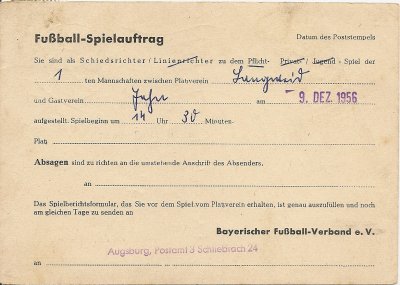 Fußball-Spielauftrag
Datum des Poststempels
Sie sind als Schiedsrichter / Linienrichter zu dem Pflicht- Privat- / Jugend - Spiel der
1 ten Mannschaften zwischen Platzverein Langweid
und Gastverein Jahn am 9. DEZ. 1956
aufgestellt. Spielbeginn um 14 Uhr 30 Minuten.
Platz
Absagen sind zu richten an die umstehende Anschrift des Absenders.
an
Das Spielberichtsformular, das Sie vor dem Spiel vom Platzverein erhalten, ist genau auszufüllen und noch
am gleichen Tage zu senden an
Bayerischer Fußball-Verband e. V.
Augsburg, Postamt 3 Schließfach 24
an